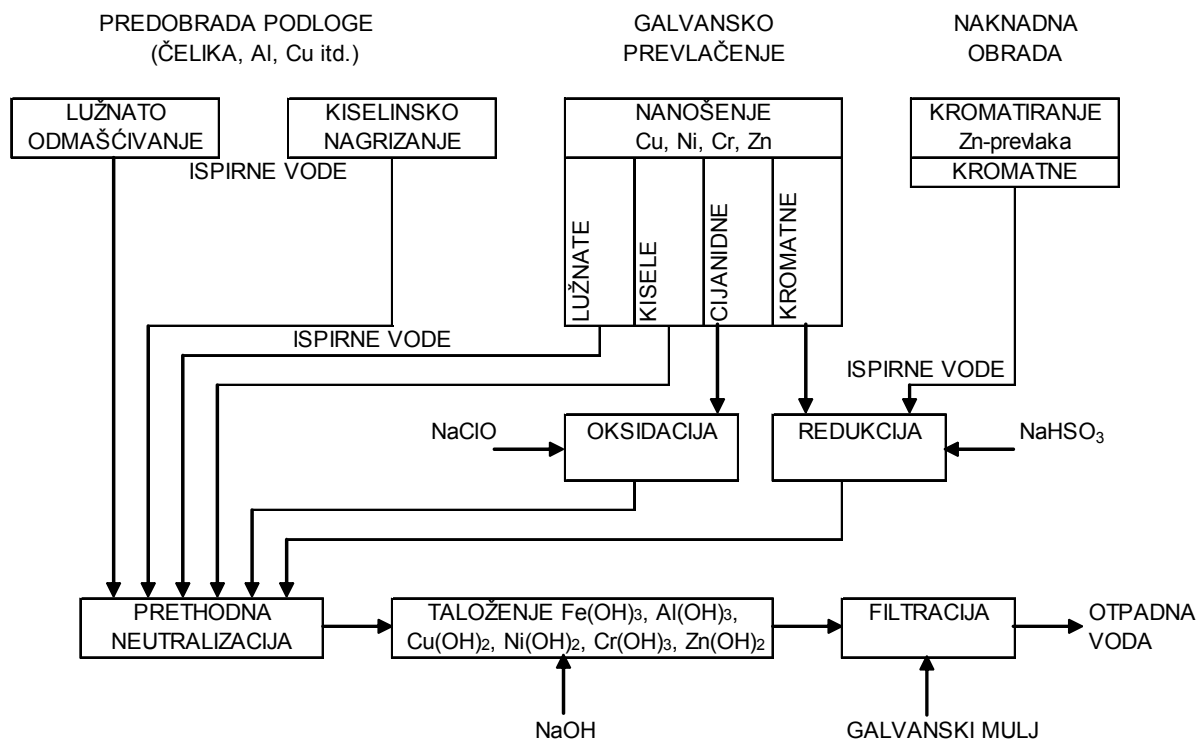 PREDOBRADA PODLOGE
(ČELIKA, Al, Cu itd.)
GALVANSKO
PREVLAČENJE
NAKNADNA
OBRADA
LUŽNATO
ODMAŠĆIVANJE
KISELINSKO
NAGRIZANJE
NANOŠENJE
Cu, Ni, Cr, Zn
KROMATIRANJE
Zn-prevlaka
KROMATNE
ISPIRNE VODE
LUŽNATE
KISELE
CIJANIDNE
KROMATNE
ISPIRNE VODE
ISPIRNE VODE
NaClO
OKSIDACIJA
REDUKCIJA
NaHSO₃
PRETHODNA
NEUTRALIZACIJA
TALOŽENJE Fe(OH)₃, Al(OH)₃,
Cu(OH)₂, Ni(OH)₂, Cr(OH)₃, Zn(OH)₂
FILTRACIJA
OTPADNA
VODA
NaOH
GALVANSKI MULJ